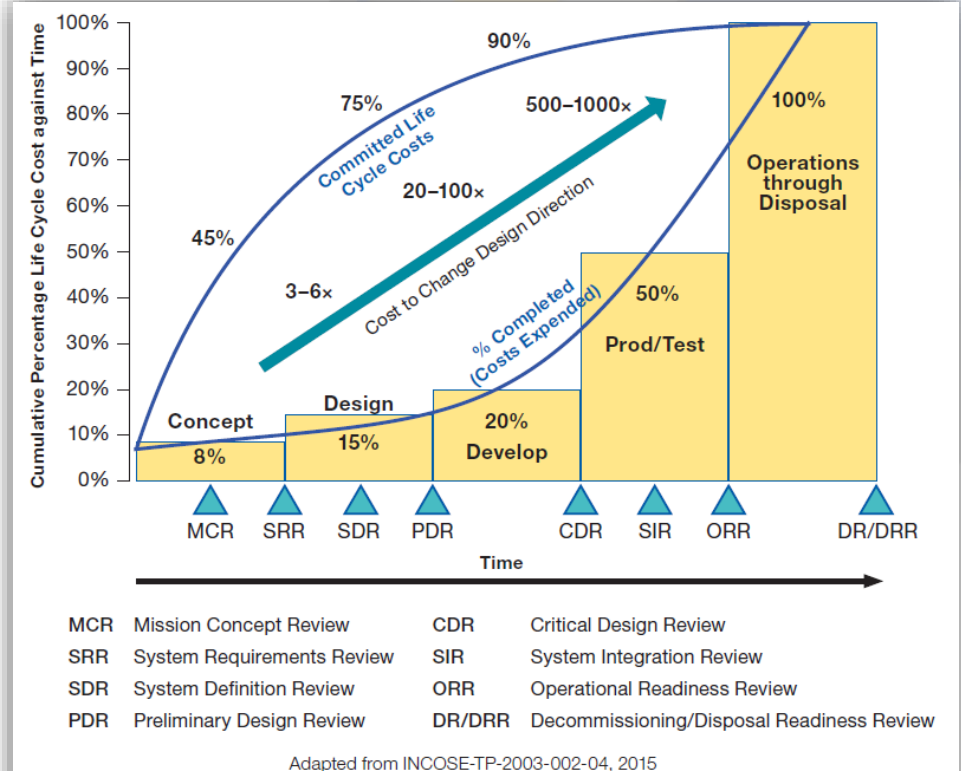 Cumulative Percentage Life Cycle Cost against Time
100%
90%
80%
70%
60%
50%
40%
30%
20%
10%
0%
90%
75%
500–1000×
100%
Committed Life
Cycle Costs
Operations
through
Disposal
20–100×
45%
3–6×
Cost to Change Design Direction
% Completed
(Costs Expended)
50%
Prod/Test
Concept
8%
Design
15%
20%
Develop
MCR SRR SDR PDR CDR SIR ORR DR/DRR
Time
MCR Mission Concept Review CDR Critical Design Review
SRR System Requirements Review SIR System Integration Review
SDR System Definition Review ORR Operational Readiness Review
PDR Preliminary Design Review DR/DRR Decommissioning/Disposal Readiness Review
Adapted from INCOSE-TP-2003-002-04, 2015